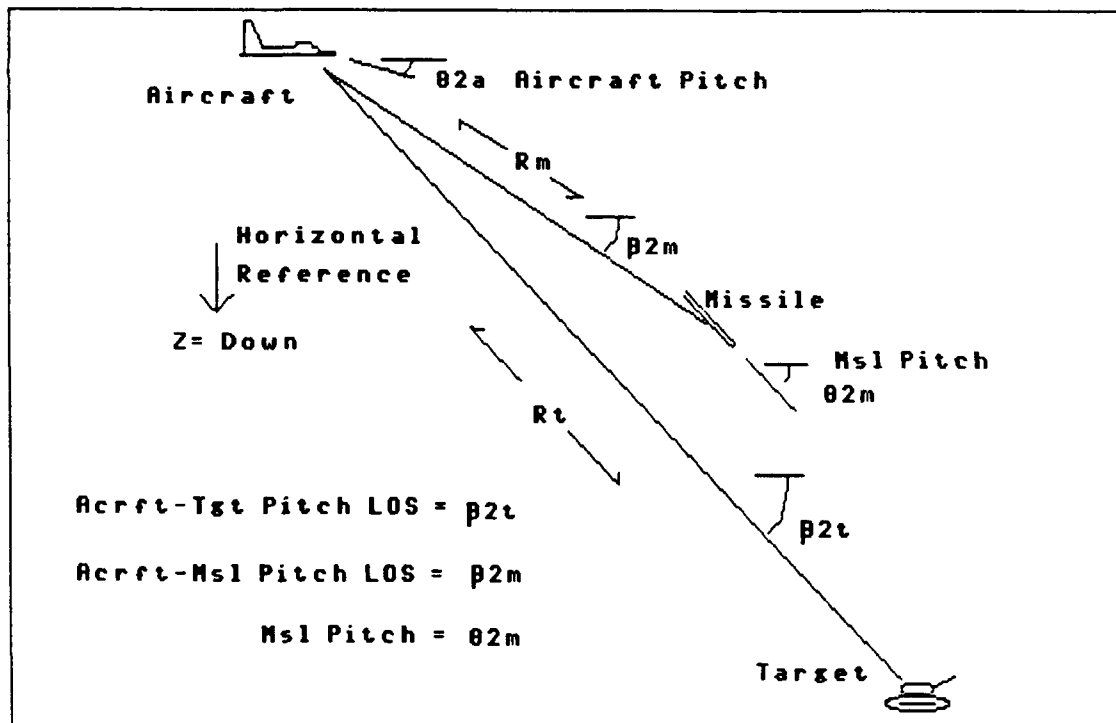 θ2a Aircraft Pitch
Aircraft
Rm
Horizontal
Reference
β2m
Missile
Z= Down
Msl Pitch
θ2m
Rt
Acrft-Tgt Pitch LOS = β2t
β2t
Acrft-Msl Pitch LOS = β2m
Msl Pitch = θ2m
Target